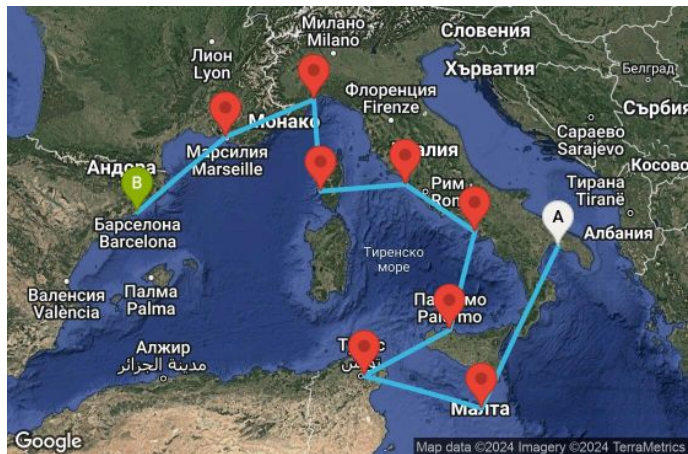 Милано
Milano
Словения
Лион
Lyon
Хърватия
Белград
Флоренция
Firenze
Сърбия
Монако
Марсилия
Marseille
Сараево
Sarajevo
Андора
Косово
B
Рим
Тирана
Tiranë
A
Барселона
Barcelona
Албания
Тиренско
море
Палма
Palma
Валенсия
València
Palermo
Алжир
مدينة الجزائر
تونس
Малта
Google
Map data ©2024 Imagery ©2024 TerraMetrics